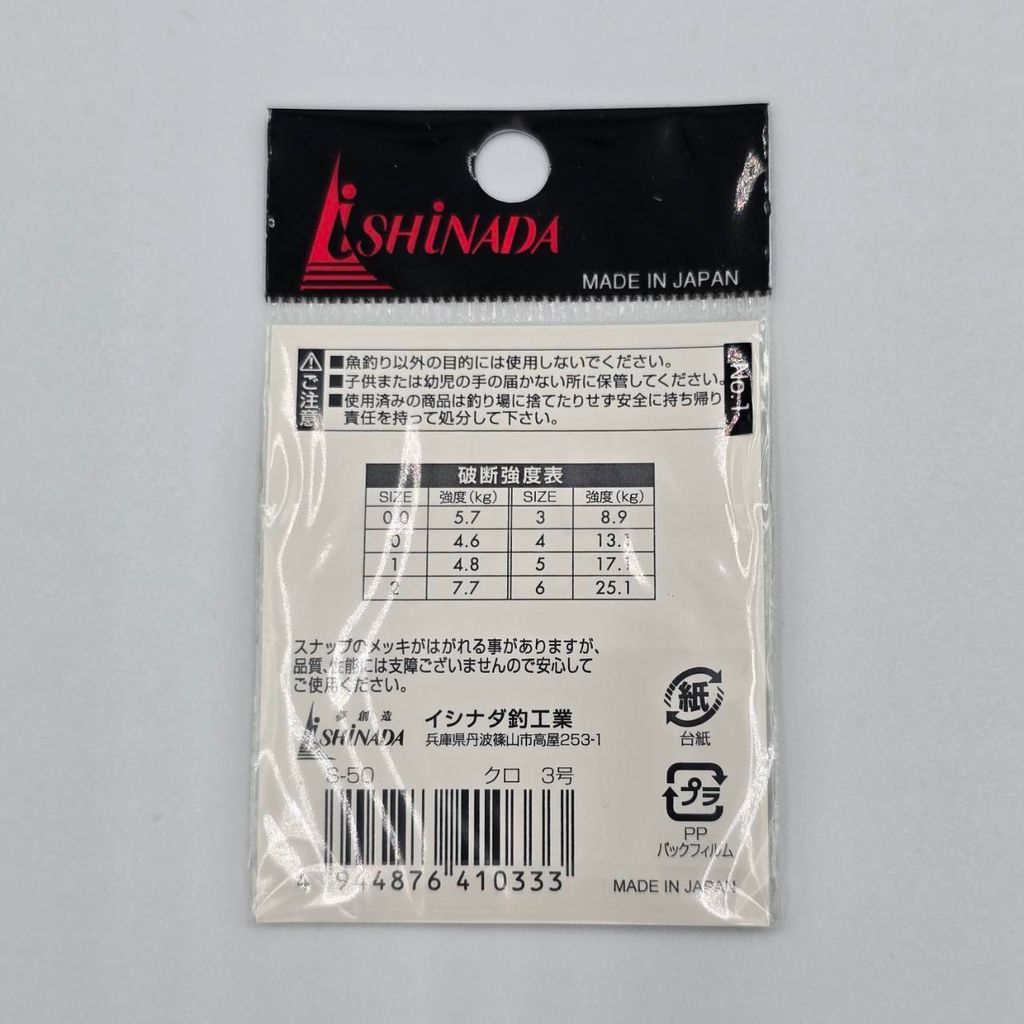 iSHiNADA
MADE IN JAPAN
ご注意
■魚釣り以外の目的には使用しないでください。
■子供または幼児の手の届かない所に保管してください。
■使用済みの商品は釣り場に捨てたりせず安全に持ち帰り
責任を持って処分して下さい。
破断強度表
SIZE 強度(kg) SIZE 強度(kg)
0.0 5.7 3 8.9
0 4.6 4 13.1
1 4.8 5 17.1
2 7.7 6 25.1
スナップのメッキがはがれる事がありますが、
品質、性能には支障ございませんので安心して
ご使用ください。
夢創造
iSHiNADA
イシナダ釣工業
兵庫県丹波篠山市高屋253-1
紙
台紙
S-50 クロ 3号
プラ
PP
パックフィルム
4 944876 410333
MADE IN JAPAN